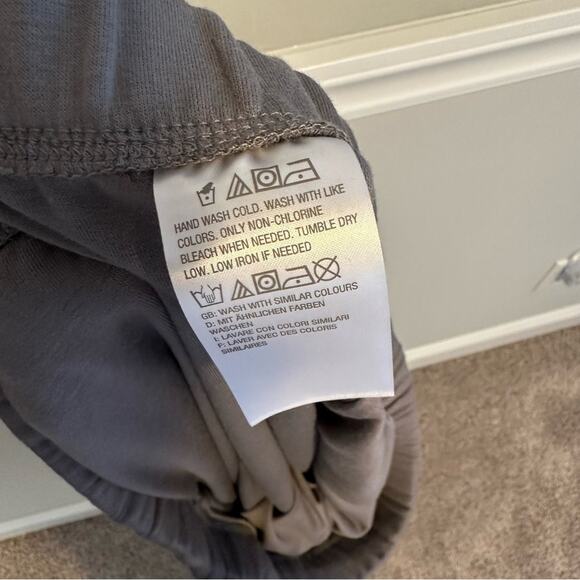 HAND WASH COLD. WASH WITH LIKE
COLORS. ONLY NON-CHLORINE
BLEACH WHEN NEEDED. TUMBLE DRY
LOW. LOW IRON IF NEEDED
GB: WASH WITH SIMILAR COLOURS
D: MIT ÄHNLICHEN FARBEN
WASCHEN
I: LAVARE CON COLORI SIMILARI
F: LAVER AVEC DES COLORIS
SIMILAIRES